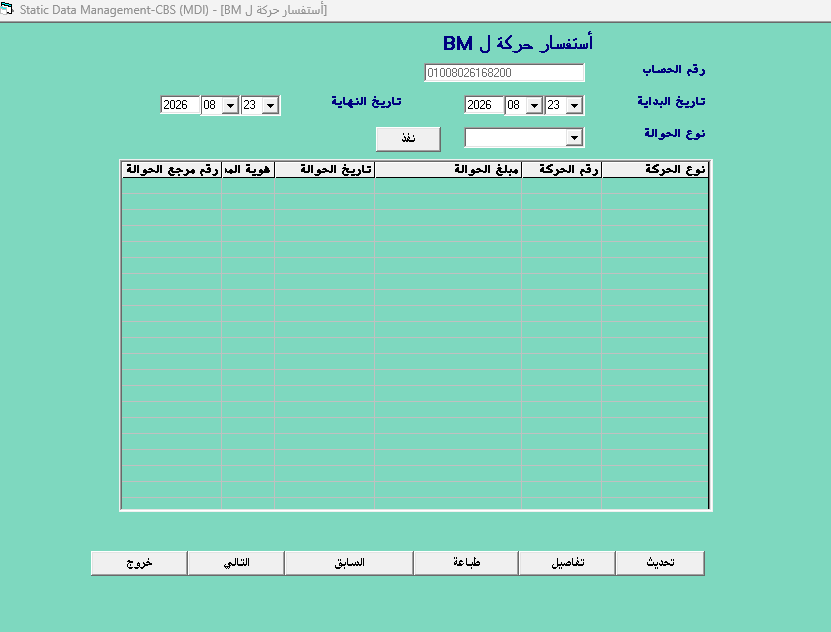 Static Data Management-CBS (MDI) - [أستفسار حركة ل BM]
أستفسار حركة ل BM
رقم الحساب 01008026168200
تاريخ البداية 2026 08 23 تاريخ النهاية 2026 08 23
نوع الحوالة نفذ
نوع الحركة رقم الحركة مبلغ الحوالة تاريخ الحوالة هوية رقم مرجع الحوالة
تحديث تفاصيل طباعة السابق التالي خروج